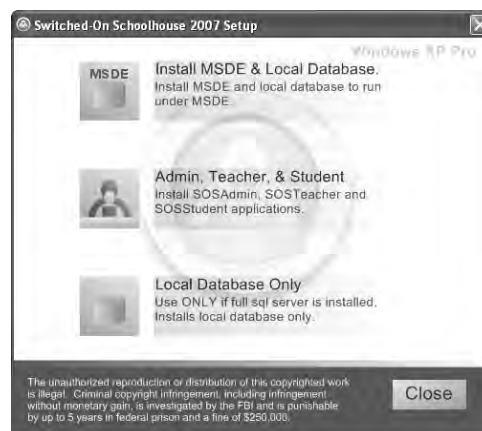 Switched-On Schoolhouse 2007 Setup
Windows XP Pro
MSDE
Install MSDE & Local Database.
Install MSDE and local database to run
under MSDE.
Admin, Teacher, & Student
Install SOSAdmin, SOSTeacher and
SOSStudent applications.
Local Database Only
Use ONLY if full sql server is installed.
Installs local database only.
The unauthorized reproduction or distribution of this copyrighted work
is illegal. Criminal copyright infringement, including infringement
without monetary gain, is investigated by the FBI and is punishable
by up to 5 years in federal prison and a fine of $250,000.
Close